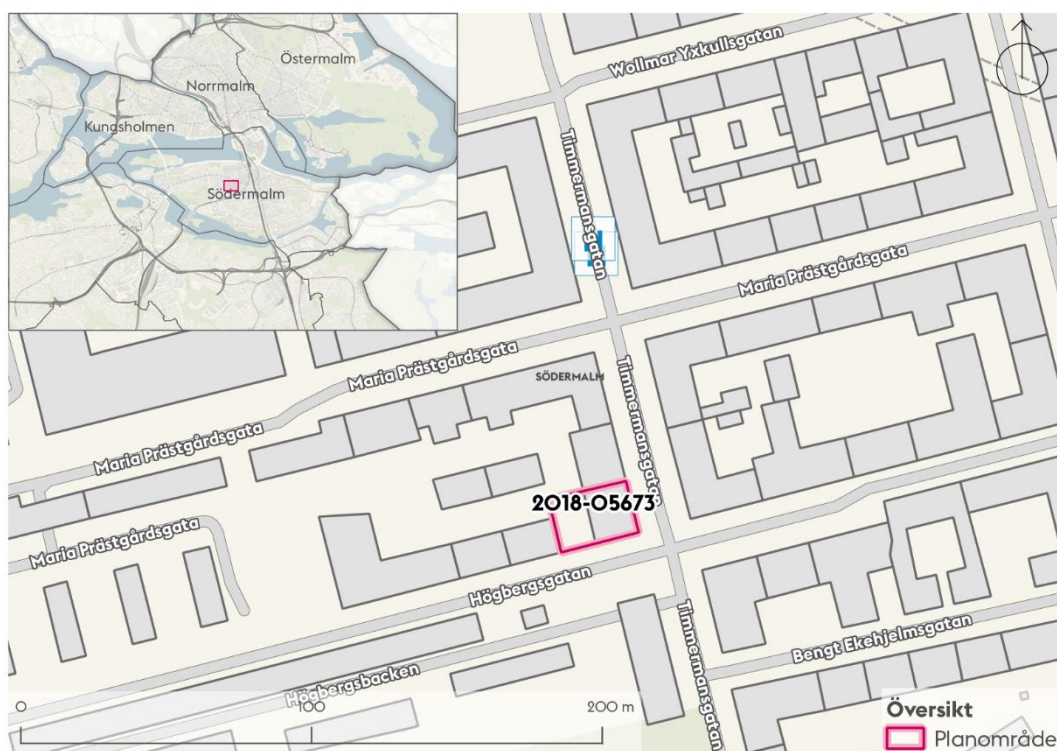 Östermalm
Norrmalm
Kungsholmen
Södermalm
Wollmar Yxkullsgatan
Timmermansgatan
Maria Prästgårdsgata
Maria Prästgårdsgata
SÖDERMALM
Timmermansgatan
Maria Prästgårdsgata
2018-05673
Maria Prästgårdsgata
Högbergsgatan
Timmermansgatan
Bengt Ekehjelmsgatan
Högbergsbacken
0 100 200 m
Översikt
Planområde